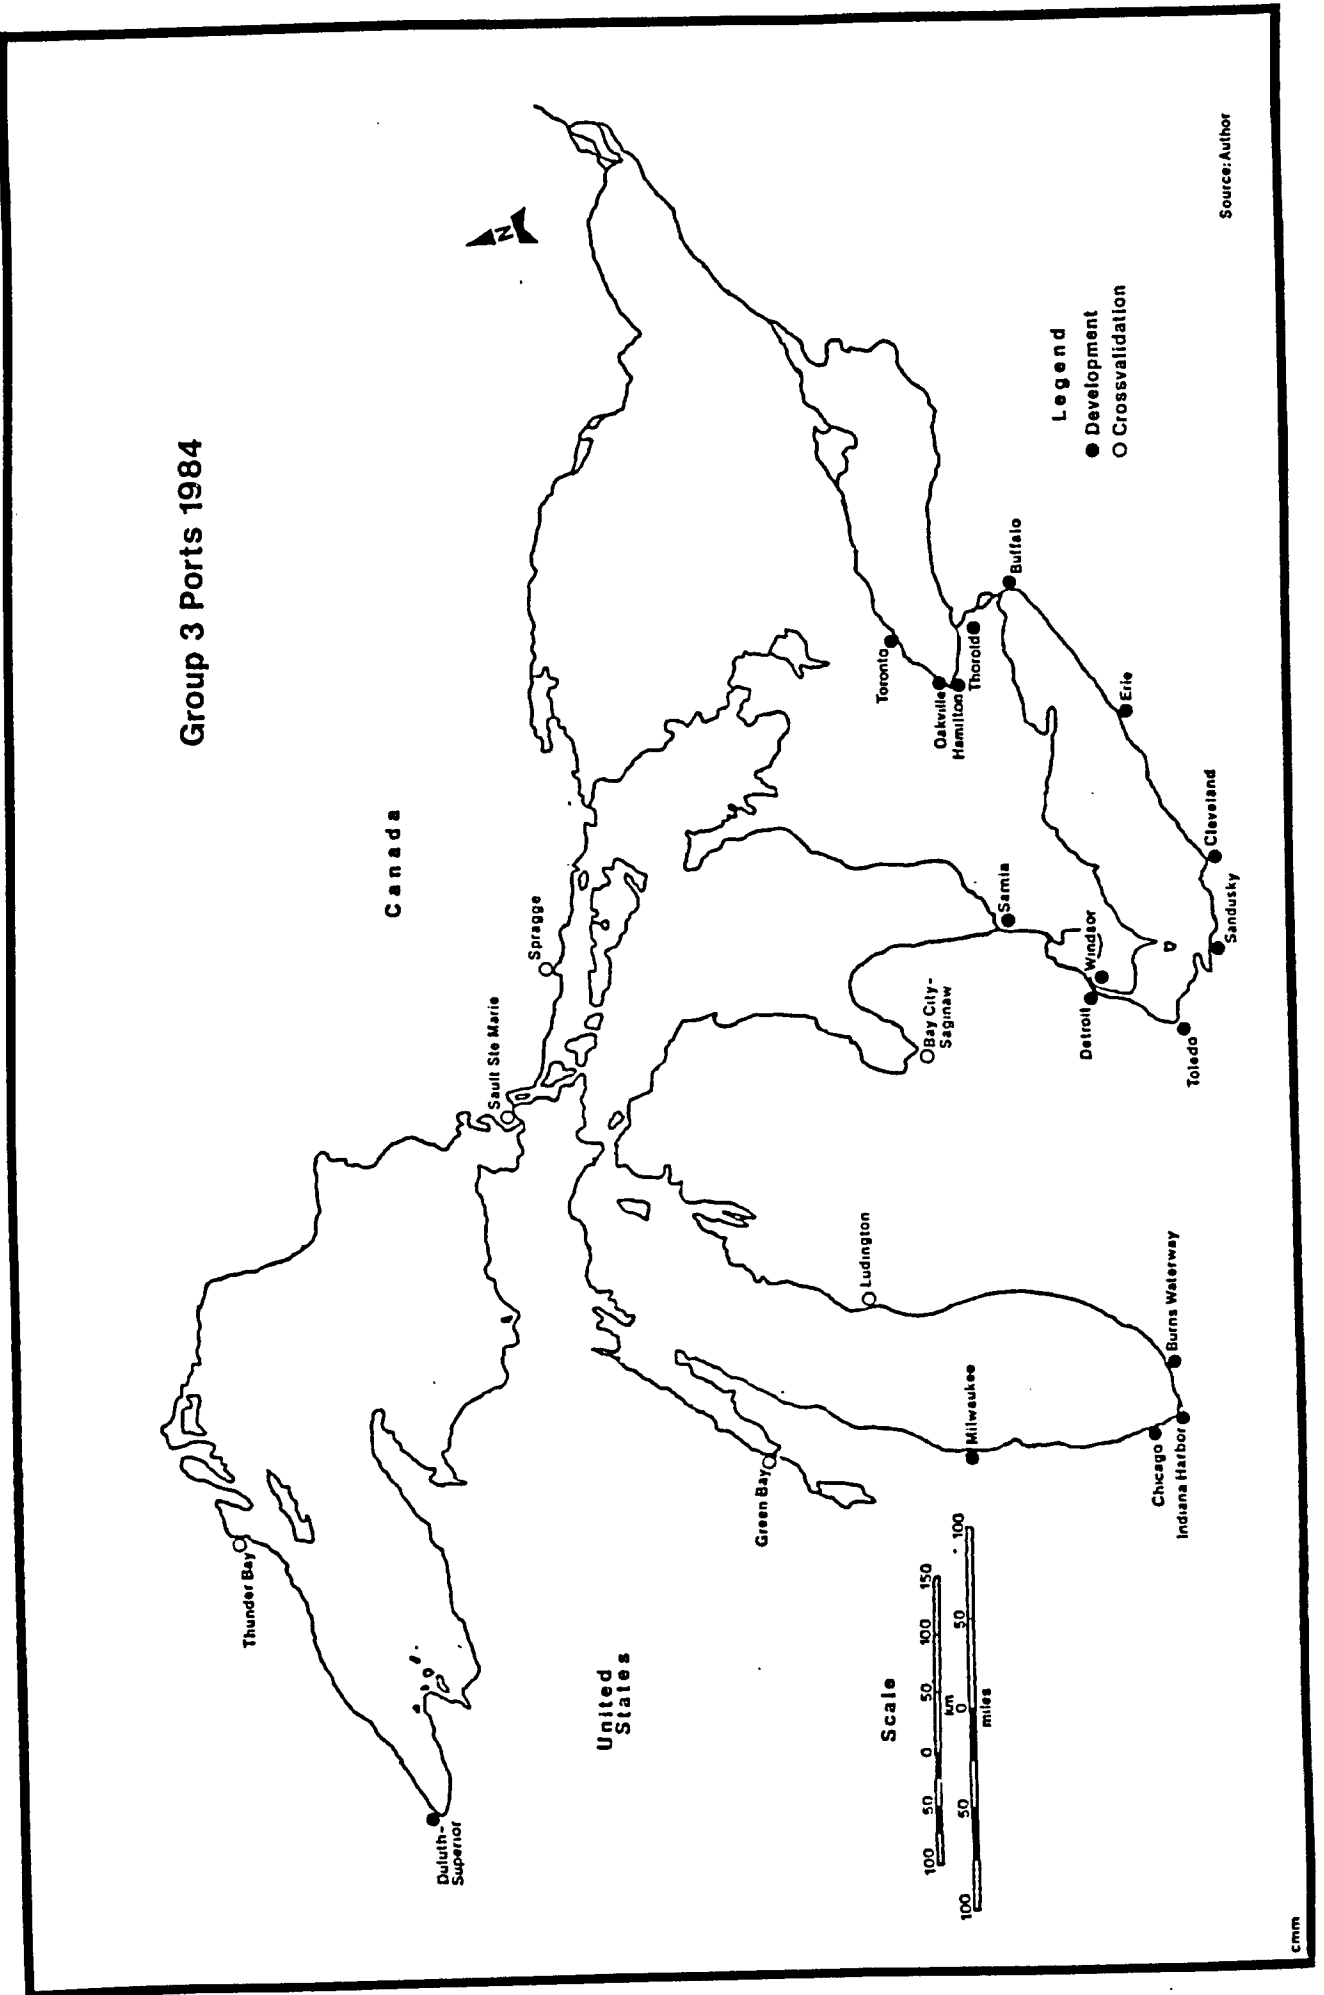 Group 3 Ports 1984
Canada
N
Thunder Bay
Duluth-
Superior
Sault Ste Marie
Spragge
United
States
Green Bay
Ludington
Milwaukee
Chicago
Indiana Harbor
Burns Waterway
Bay City-
Saginaw
Sarnia
Windsor
Detroit
Toledo
Sandusky
Cleveland
Erie
Buffalo
Toronto
Oakville
Hamilton
Thorold
Legend
Development
Crossvalidation
Scale
100 50 0 50 100 150
km
100 50 0 50 100
miles
Source: Author
cmm